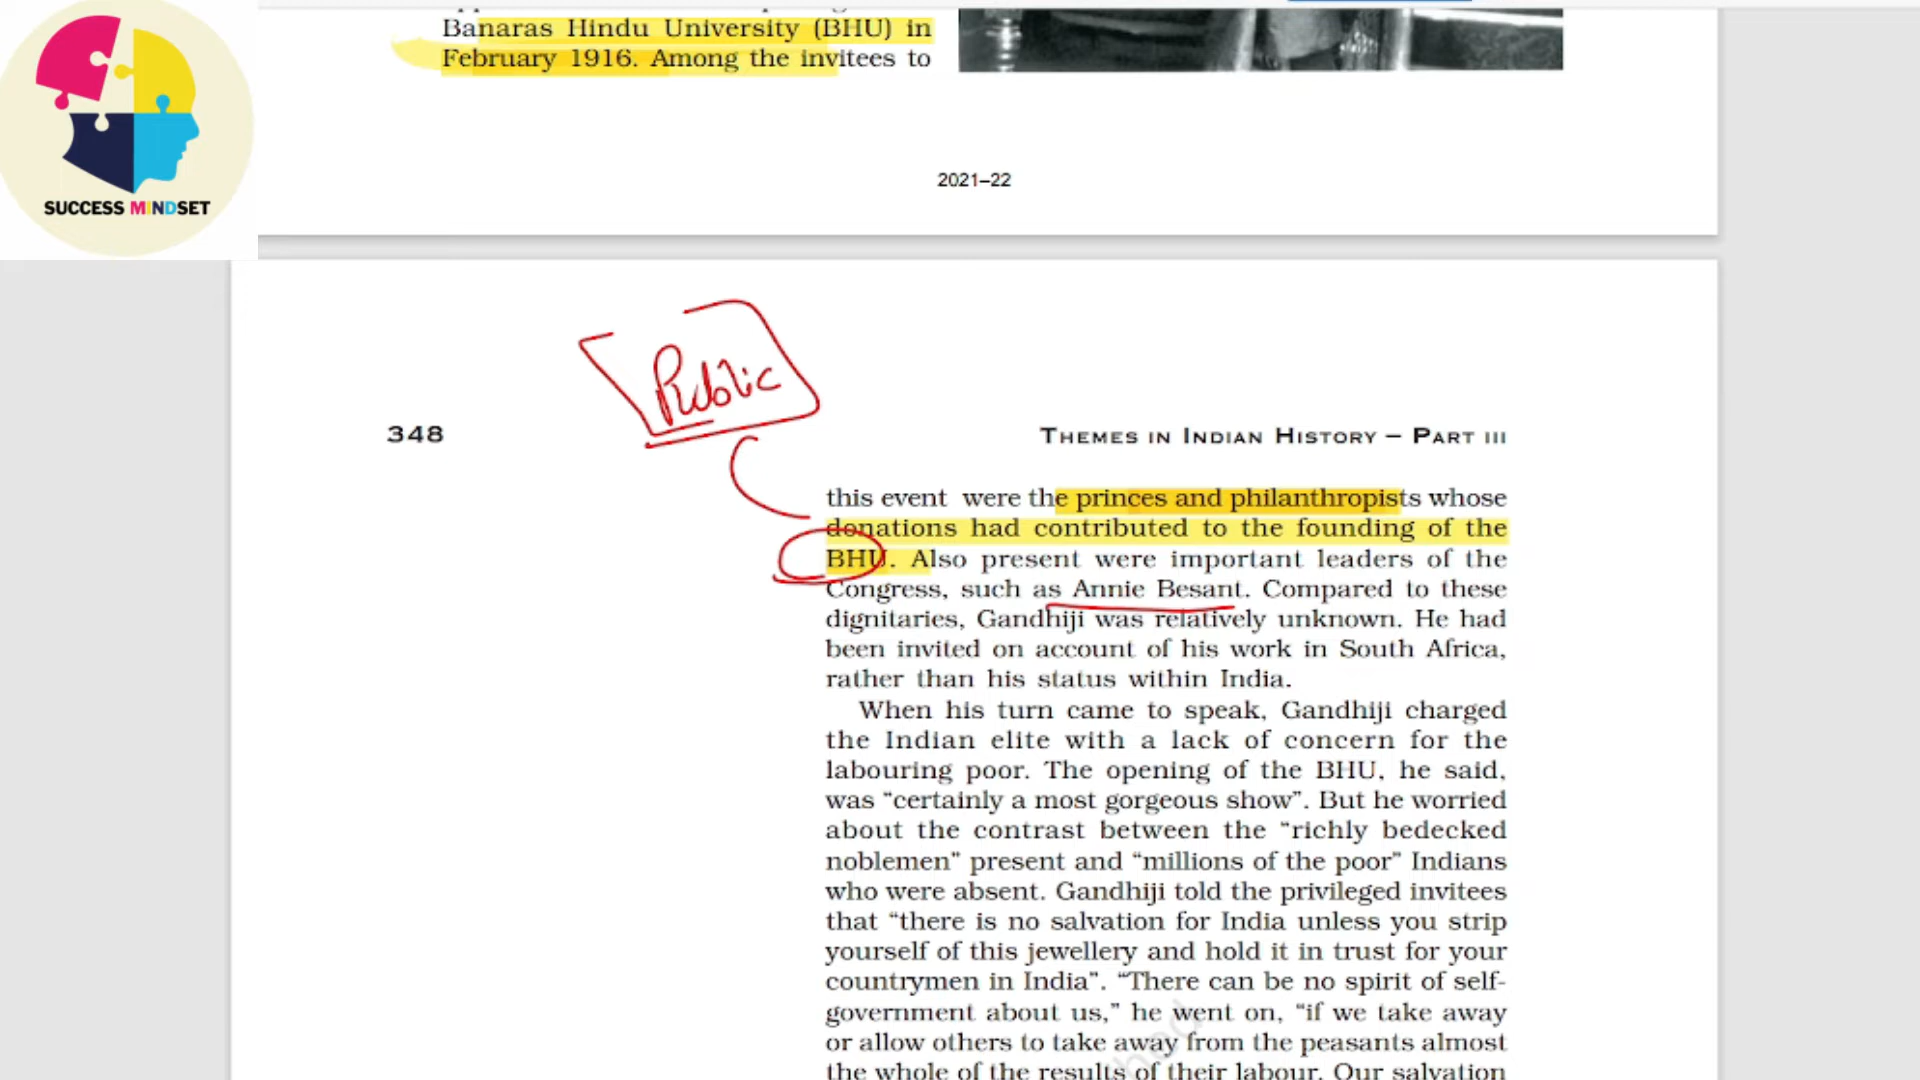 Banaras Hindu University (BHU) in
February 1916. Among the invitees to
SUCCESS MINDSET
2021–22
Public
348
THEMES IN INDIAN HISTORY – PART III
this event were the princes and philanthropists whose
donations had contributed to the founding of the
BHU. Also present were important leaders of the
Congress, such as Annie Besant. Compared to these
dignitaries, Gandhiji was relatively unknown. He had
been invited on account of his work in South Africa,
rather than his status within India.
When his turn came to speak, Gandhiji charged
the Indian elite with a lack of concern for the
labouring poor. The opening of the BHU, he said,
was “certainly a most gorgeous show”. But he worried
about the contrast between the “richly bedecked
noblemen” present and “millions of the poor” Indians
who were absent. Gandhiji told the privileged invitees
that “there is no salvation for India unless you strip
yourself of this jewellery and hold it in trust for your
countrymen in India”. “There can be no spirit of self-
government about us,” he went on, “if we take away
or allow others to take away from the peasants almost
the whole of the results of their labour. Our salvation